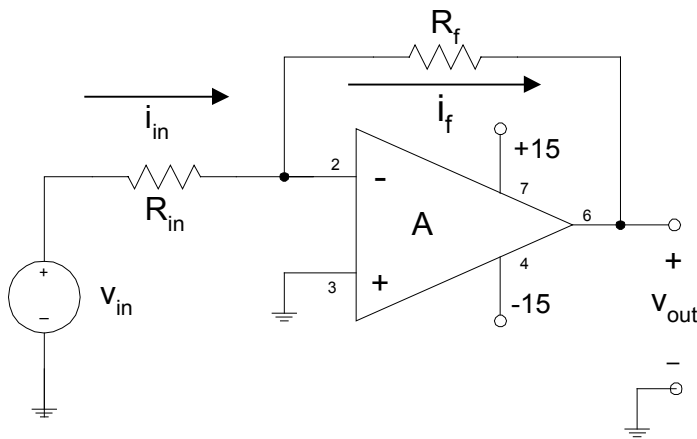 R_f
i_in
i_f
+15
2
-
7
R_in
A
6
+
v_in
–
3
+
4
-15
+
v_out
–